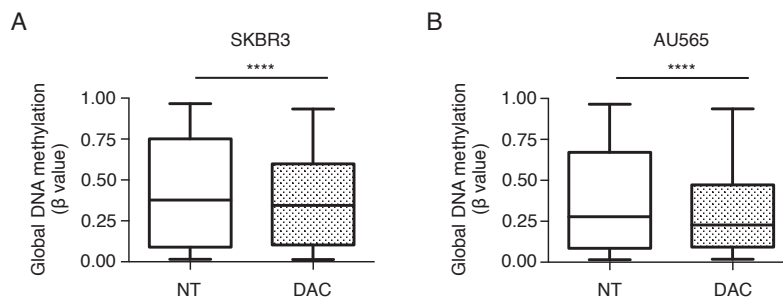 A
SKBR3
****
Global DNA methylation
(β value)
1.00
0.75
0.50
0.25
0.00
NT
DAC
B
AU565
****
Global DNA methylation
(β value)
1.00
0.75
0.50
0.25
0.00
NT
DAC